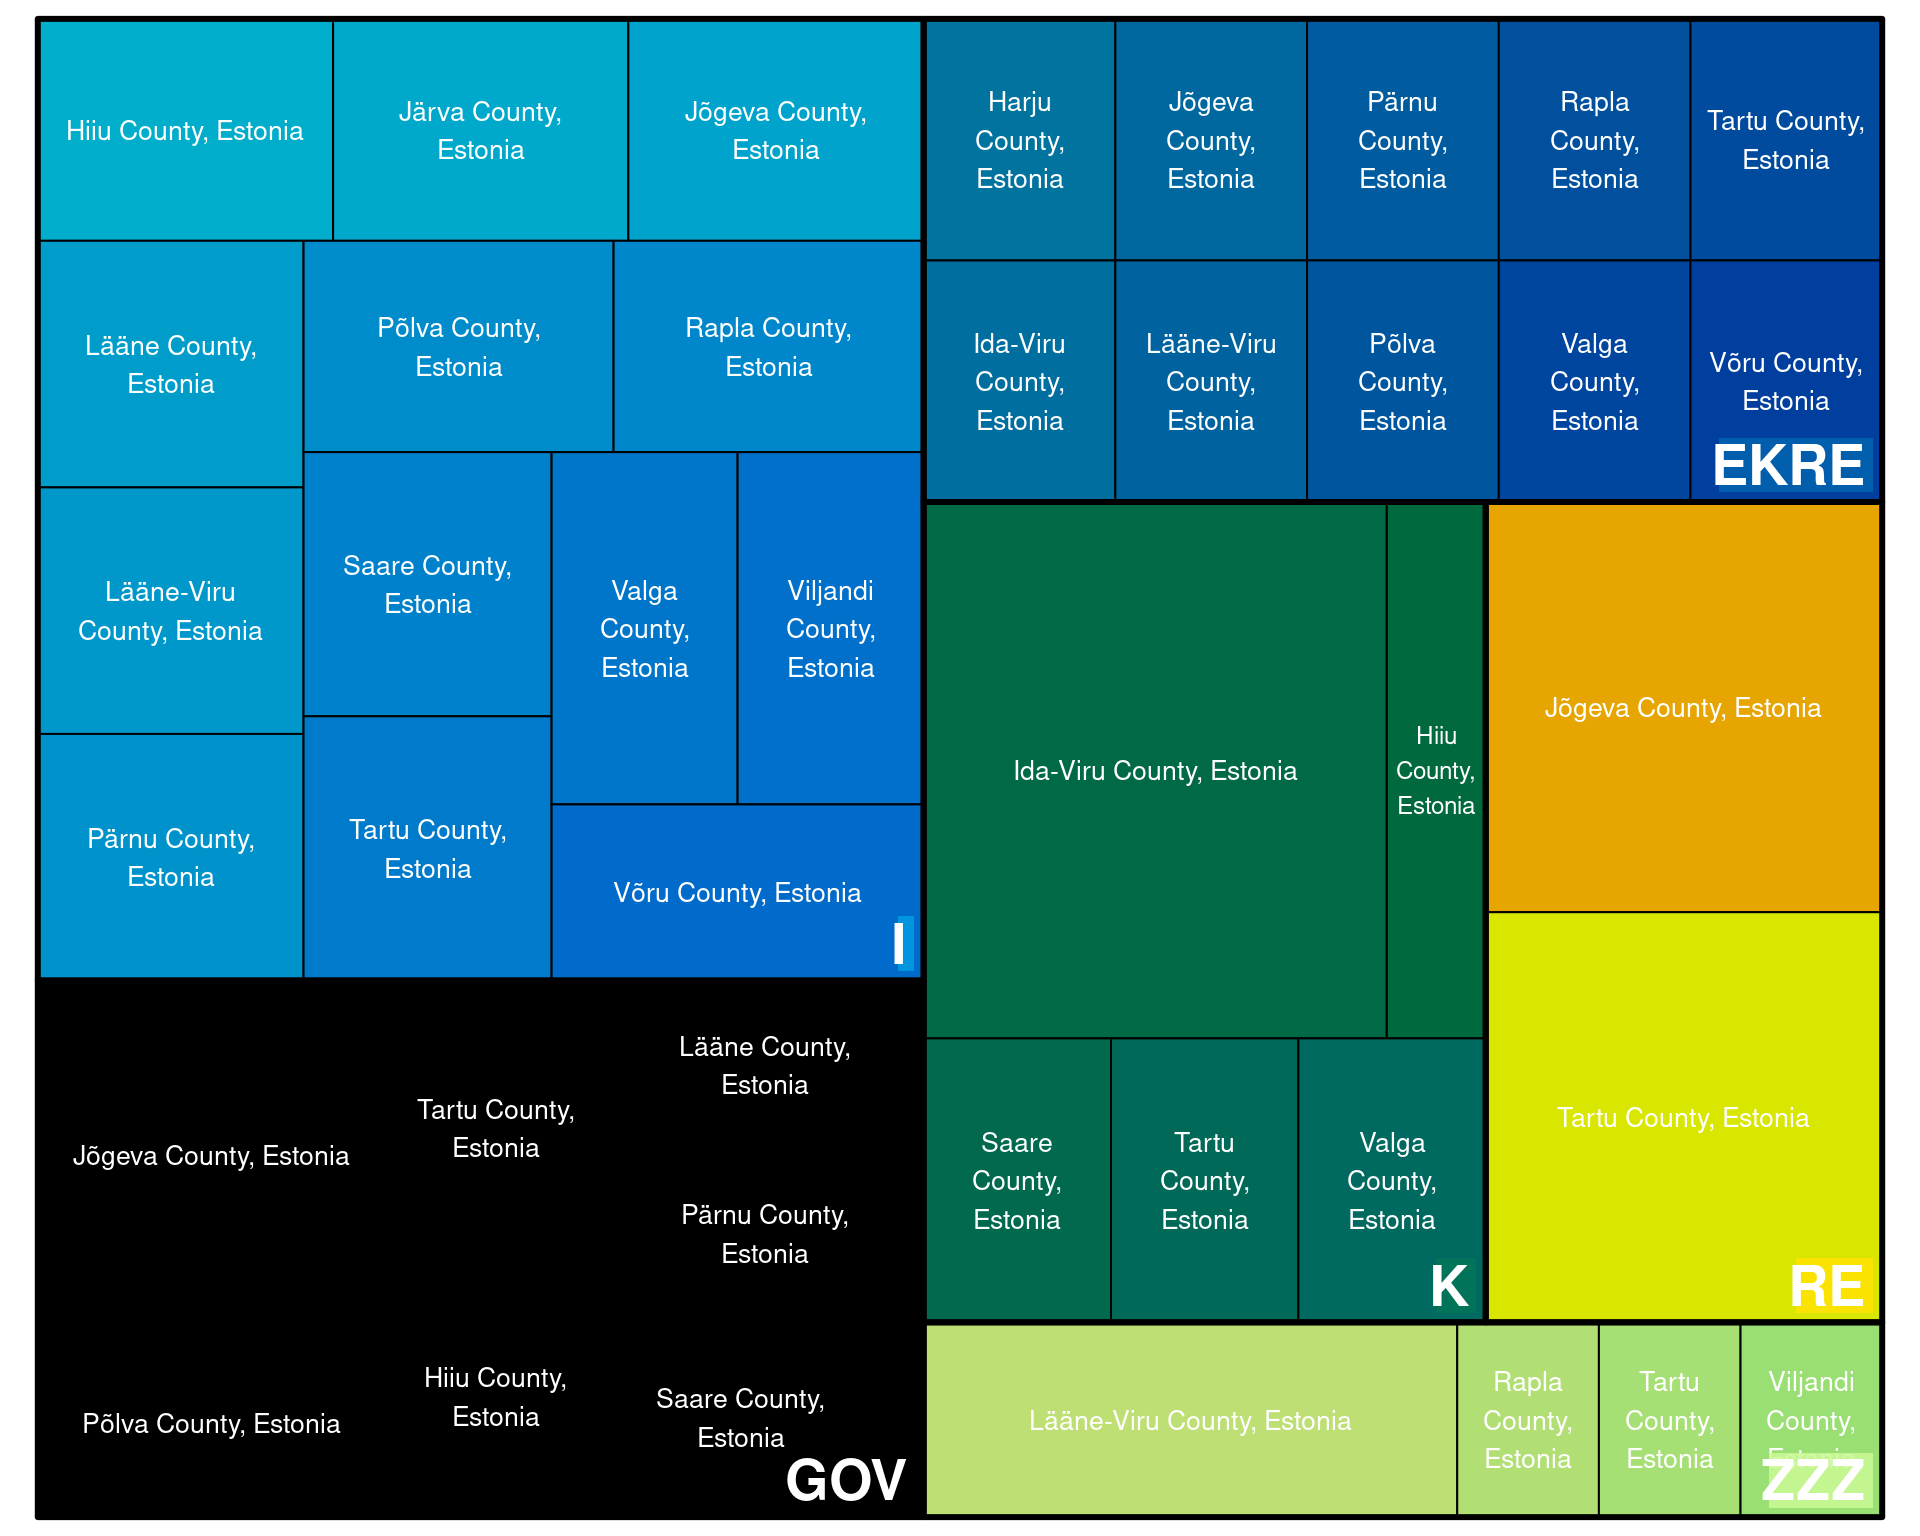 Hiiu County, Estonia
Järva County,
Estonia
Jõgeva County,
Estonia
Lääne County,
Estonia
Põlva County,
Estonia
Rapla County,
Estonia
Lääne-Viru
County, Estonia
Saare County,
Estonia
Valga
County,
Estonia
Viljandi
County,
Estonia
Pärnu County,
Estonia
Tartu County,
Estonia
Võru County, Estonia
I
Harju
County,
Estonia
Jõgeva
County,
Estonia
Pärnu
County,
Estonia
Rapla
County,
Estonia
Tartu County,
Estonia
Ida-Viru
County,
Estonia
Lääne-Viru
County,
Estonia
Põlva
County,
Estonia
Valga
County,
Estonia
Võru County,
Estonia
EKRE
Ida-Viru County, Estonia
Hiiu
County,
Estonia
Saare
County,
Estonia
Tartu
County,
Estonia
Valga
County,
Estonia
K
Jõgeva County, Estonia
Tartu County, Estonia
RE
Jõgeva County, Estonia
Tartu County,
Estonia
Lääne County,
Estonia
Pärnu County,
Estonia
Põlva County, Estonia
Hiiu County,
Estonia
Saare County,
Estonia
GOV
Lääne-Viru County, Estonia
Rapla
County,
Estonia
Tartu
County,
Estonia
Viljandi
County,
Estonia
ZZZ